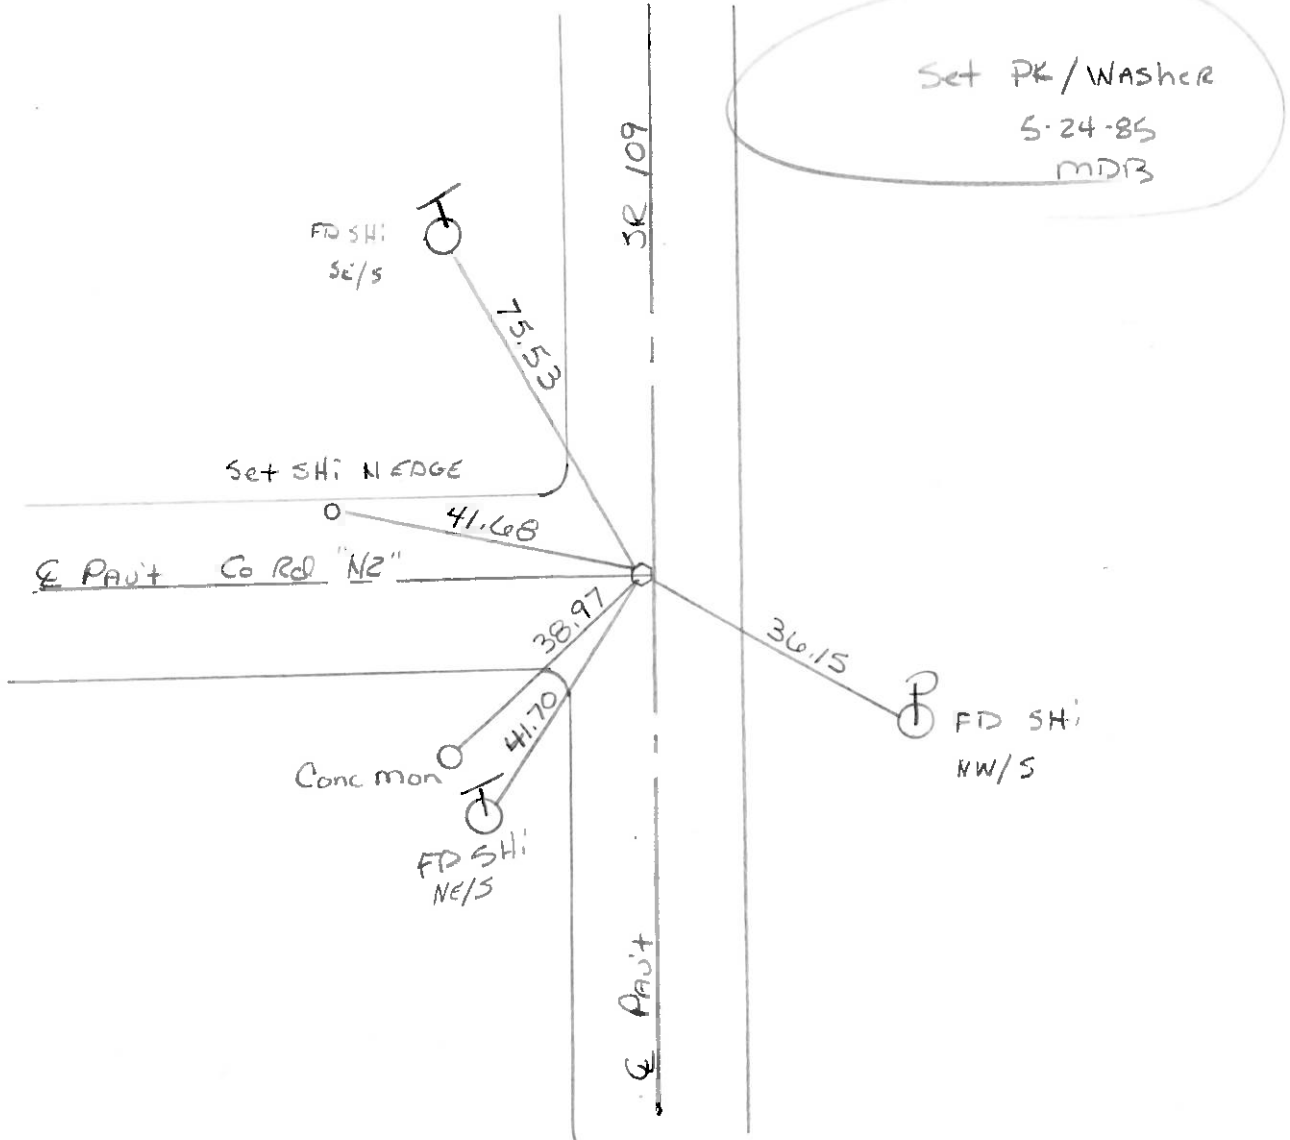 Set PK/WASHER
5-24-85
MDB
SR 109
FD SHi
SE/S
75.53
Set SHi N EDGE
41.68
℄ PAV't Co Rd "N2"
38.97
36.15
41.70
P
FD SHi
NW/S
Conc mon
FD SHi
NE/S
℄ PAV't